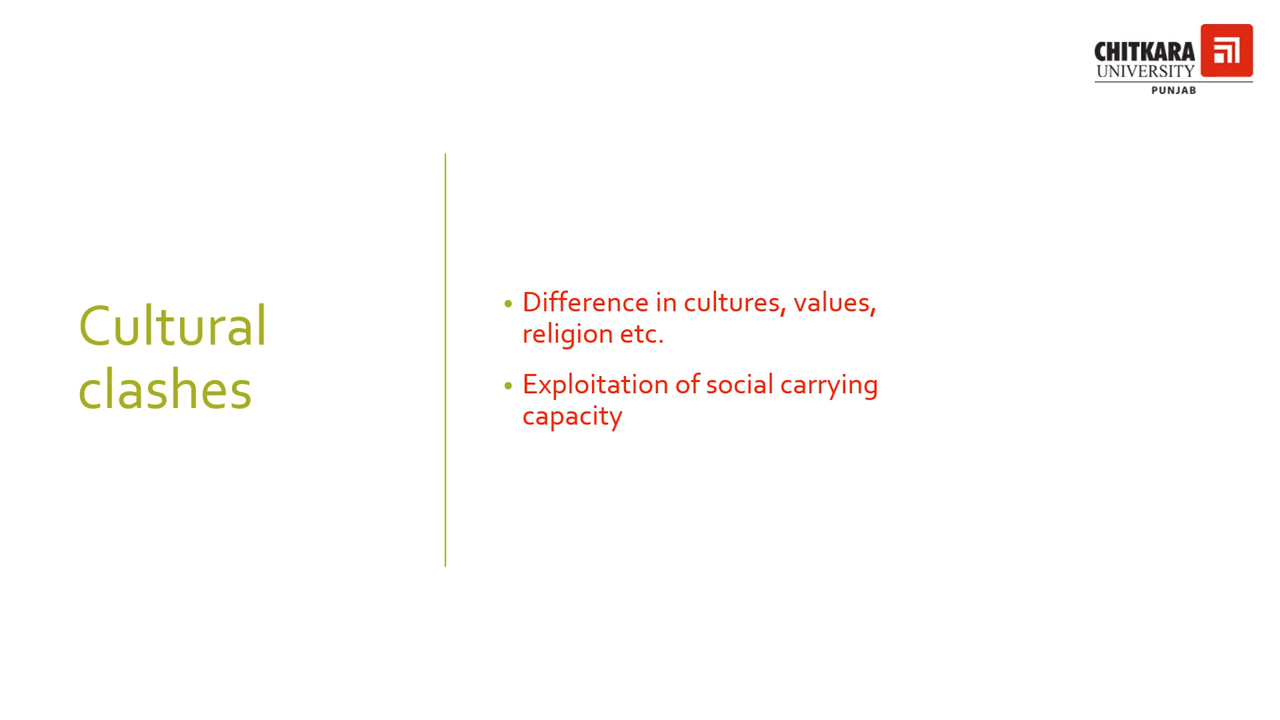 CHITKARA
UNIVERSITY
PUNJAB
Cultural
clashes
• Difference in cultures, values,
religion etc.
• Exploitation of social carrying
capacity